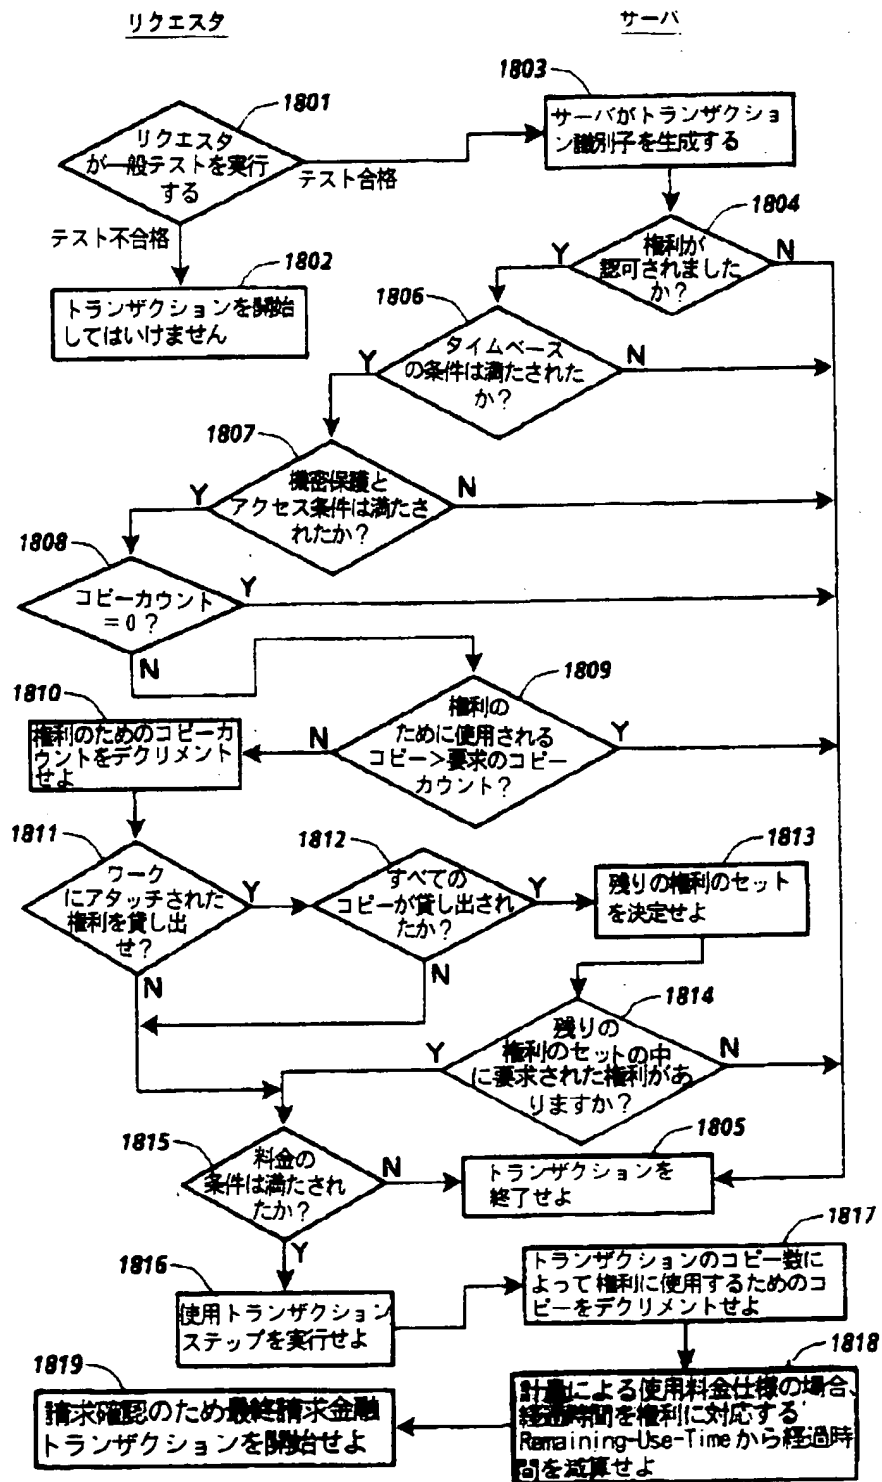 リクエスタ
サーバ
1801
リクエスタ
が一般テストを実行
する
テスト合格
テスト不合格
1802
トランザクションを開始
してはいけません
1803
サーバがトランザクショ
ン識別子を生成する
1804
権利が
認可されました
か?
Y
N
1806
タイムベース
の条件は満たされた
か?
Y
N
1807
機密保護と
アクセス条件は満たさ
れたか?
Y
N
1808
コピーカウント
=0?
Y
N
1809
権利の
ために使用される
コピー>要求のコピー
カウント?
N
Y
1810
権利のためのコピーカ
ウントをデクリメント
せよ
1811
ワーク
にアタッチされた
権利を貸し出
せ?
Y
N
1812
すべての
コピーが貸し出され
たか?
Y
N
1813
残りの権利のセット
を決定せよ
1814
残りの
権利のセットの中
に要求された権利があ
りますか?
Y
N
1815
料金の
条件は満たされ
たか?
N
Y
1805
トランザクションを
終了せよ
1816
使用トランザクション
ステップを実行せよ
1817
トランザクションのコピー数に
よって権利に使用するためのコ
ピーをデクリメントせよ
1818
計量による使用料金仕様の場合、
経過時間を権利に対応する
Remaining-Use-Timeから経過時
間を減算せよ
1819
請求確認のため最終請求金融
トランザクションを開始せよ